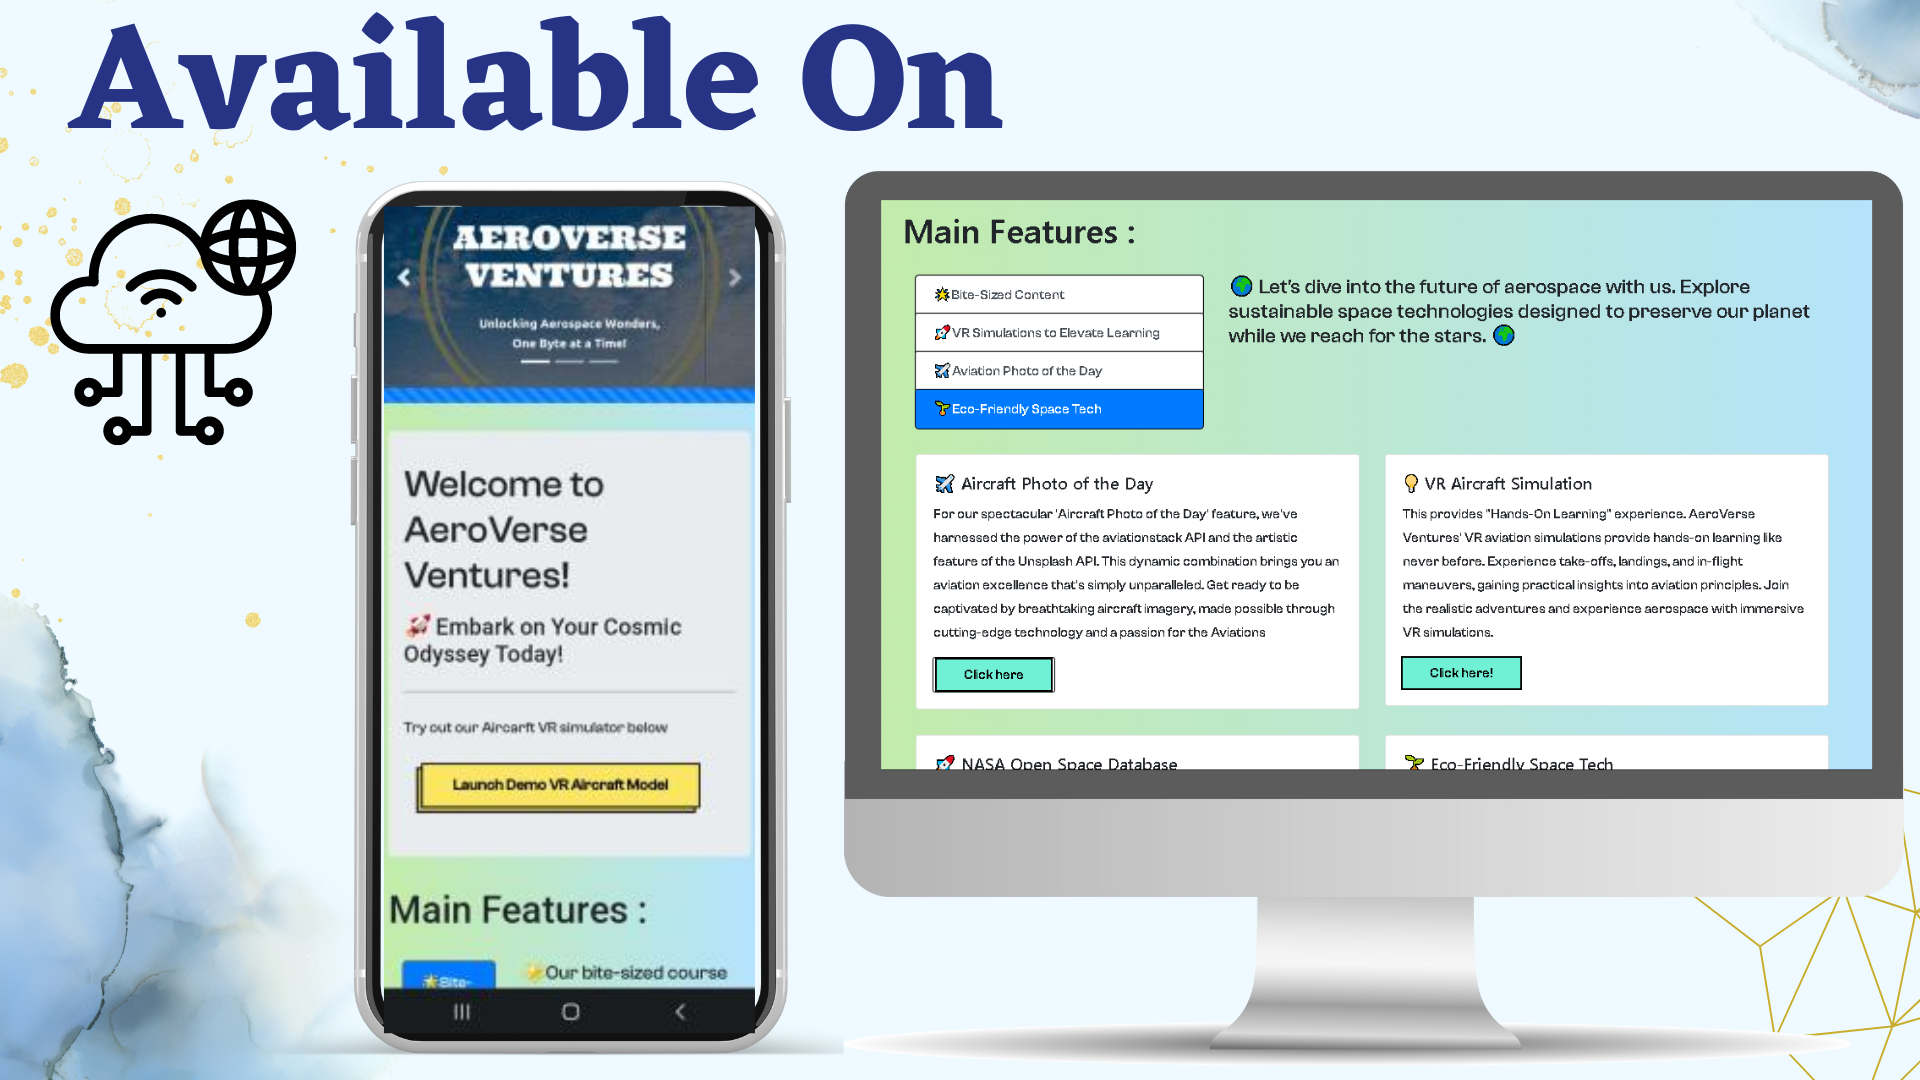 Available On
AEROVERSE
VENTURES
Unlocking Aerospace Wonders,
One Byte at a Time!
Welcome to
AeroVerse
Ventures!
🚀 Embark on Your Cosmic
Odyssey Today!
Try out our Aircarft VR simulator below
Launch Demo VR Aircraft Model
Main Features :
🌟Bite-
🌟Our bite-sized course
Main Features :
🌟Bite-Sized Content
🚀VR Simulations to Elevate Learning
✈️Aviation Photo of the Day
🌱Eco-Friendly Space Tech
🌍 Let's dive into the future of aerospace with us. Explore
sustainable space technologies designed to preserve our planet
while we reach for the stars. 🌍
✈️ Aircraft Photo of the Day
For our spectacular 'Aircraft Photo of the Day' feature, we've
harnessed the power of the aviationstack API and the artistic
feature of the Unsplash API. This dynamic combination brings you an
aviation excellence that's simply unparalleled. Get ready to be
captivated by breathtaking aircraft imagery, made possible through
cutting-edge technology and a passion for the Aviations
Click here
💡 VR Aircraft Simulation
This provides "Hands-On Learning" experience. AeroVerse
Ventures' VR aviation simulations provide hands-on learning like
never before. Experience take-offs, landings, and in-flight
maneuvers, gaining practical insights into aviation principles. Join
the realistic adventures and experience aerospace with immersive
VR simulations.
Click here!
🚀 NASA Open Space Database
🌱 Eco-Friendly Space Tech